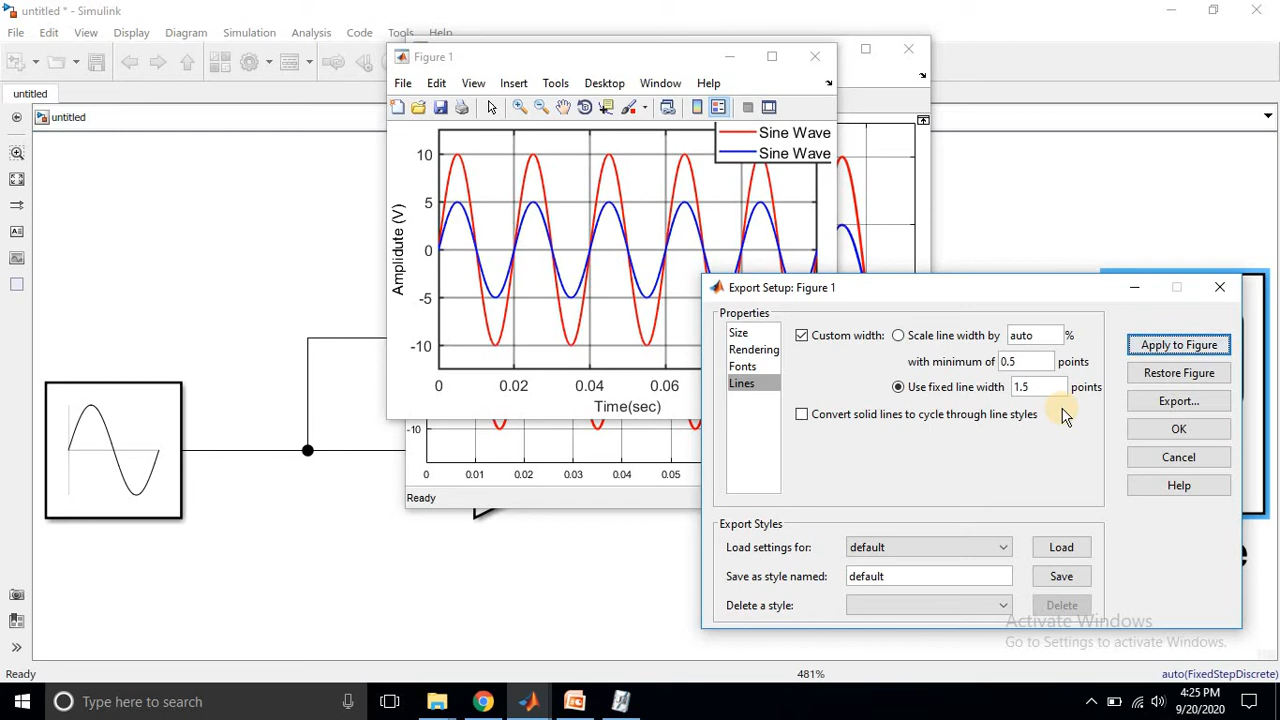 untitled * - Simulink
File Edit View Display Diagram Simulation Analysis Code Tools Help
untitled
untitled
Figure 1
File Edit View Insert Tools Desktop Window Help
Sine Wave
Sine Wave
10
5
0
-5
-10
Amplidute (V)
0 0.02 0.04 0.06
Time(sec)
-10
0 0.01 0.02 0.03 0.04 0.05
Ready
Export Setup: Figure 1
Properties
Size
Rendering
Fonts
Lines
Custom width: Scale line width by auto %
with minimum of 0.5 points
Use fixed line width 1.5 points
Convert solid lines to cycle through line styles
Apply to Figure
Restore Figure
Export...
OK
Cancel
Help
Export Styles
Load settings for: default Load
Save as style named: default Save
Delete a style: Delete
Activate Windows
Go to Settings to activate Windows.
Ready 481% auto(FixedStepDiscrete)
Type here to search
4:25 PM
9/20/2020